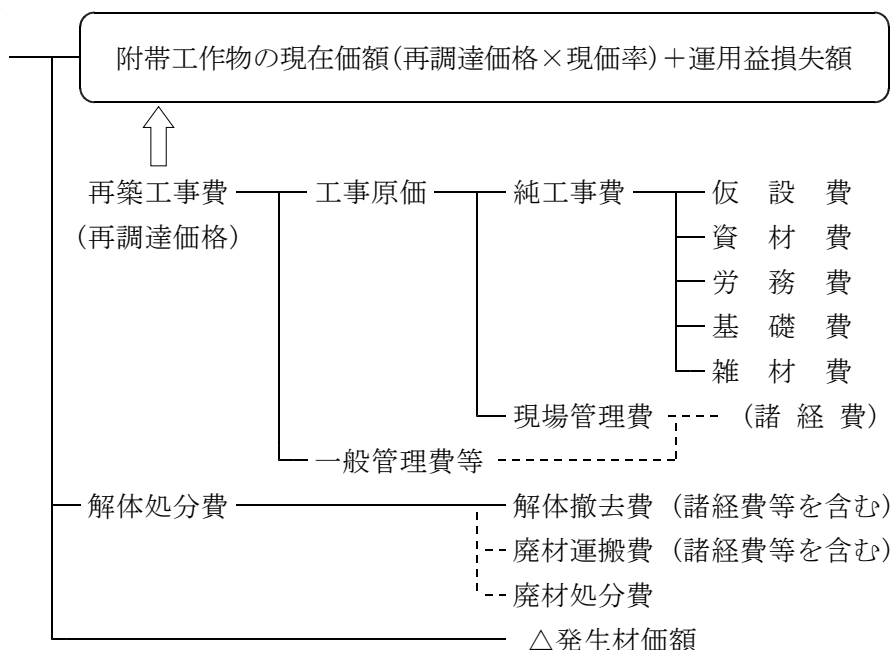 附帯工作物の現在価額(再調達価格×現価率)＋運用益損失額
再築工事費 工事原価 純工事費 仮設費
(再調達価格) 資材費
労務費
基礎費
雑材費
現場管理費 (諸経費)
一般管理費等
解体処分費 解体撤去費 (諸経費等を含む)
廃材運搬費 (諸経費等を含む)
廃材処分費
△発生材価額